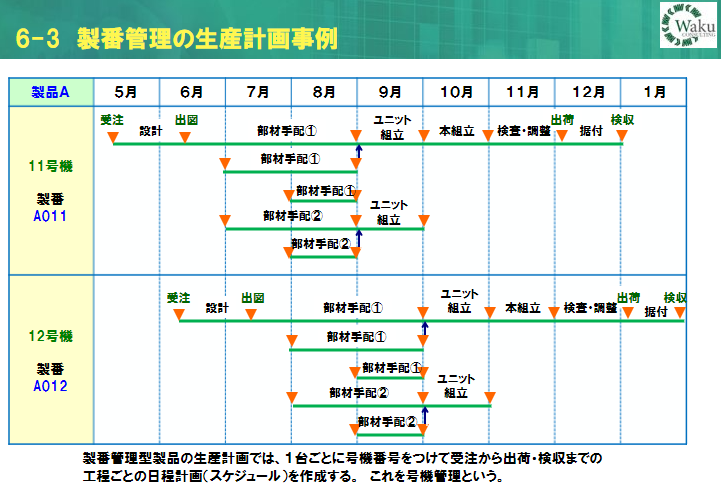 6-3 製番管理の生産計画事例
Waku
CONSULTING
製品A 5月 6月 7月 8月 9月 10月 11月 12月 1月
受注 設計 出図 部材手配① ユニット
組立 本組立 検査・調整 出荷 据付 検収
11号機
部材手配①
製番
A011
部材手配①
部材手配② ユニット
組立
部材手配②
受注 設計 出図 部材手配① ユニット
組立 本組立 検査・調整 出荷 据付 検収
12号機
部材手配①
製番
A012
部材手配①
部材手配② ユニット
組立
部材手配②
製番管理型製品の生産計画では、1台ごとに号機番号をつけて受注から出荷・検収までの
工程ごとの日程計画(スケジュール)を作成する。 これを号機管理という。